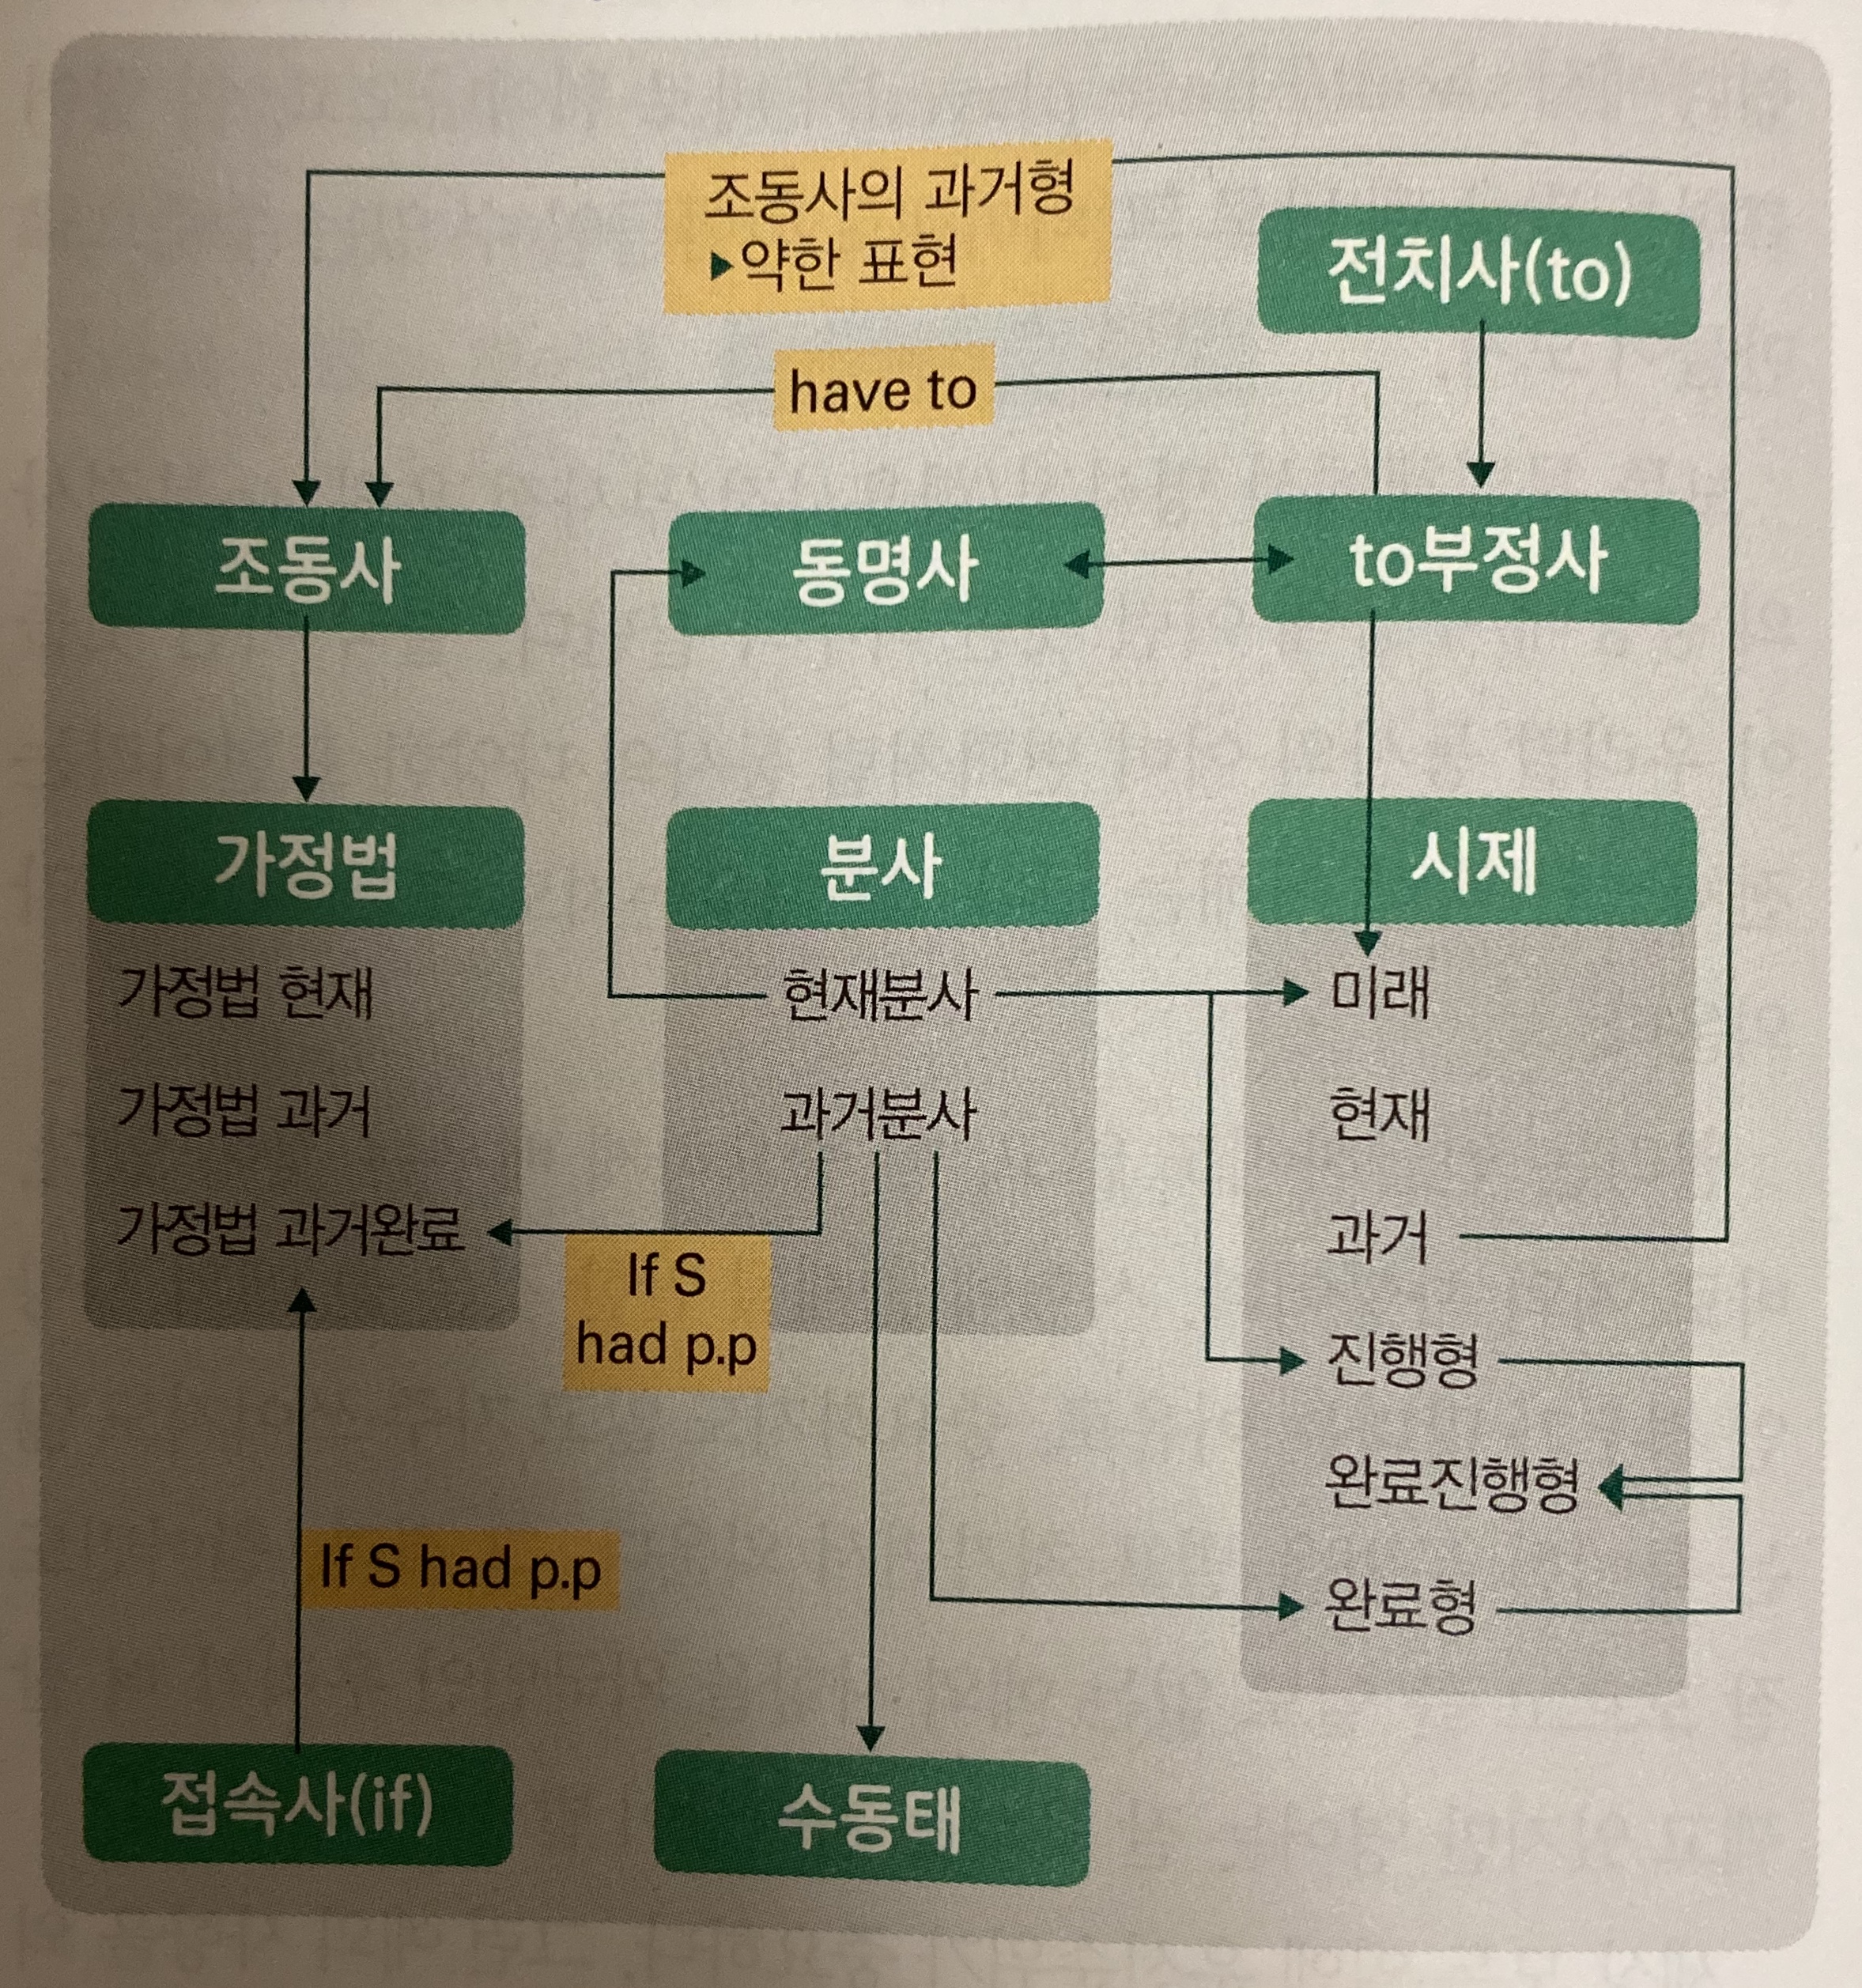 조동사의 과거형
▶약한 표현
전치사(to)
have to
조동사
동명사
to부정사
가정법
분사
시제
가정법 현재
현재분사
미래
가정법 과거
과거분사
현재
가정법 과거완료
과거
If S
had p.p
진행형
완료진행형
If S had p.p
완료형
접속사(if)
수동태